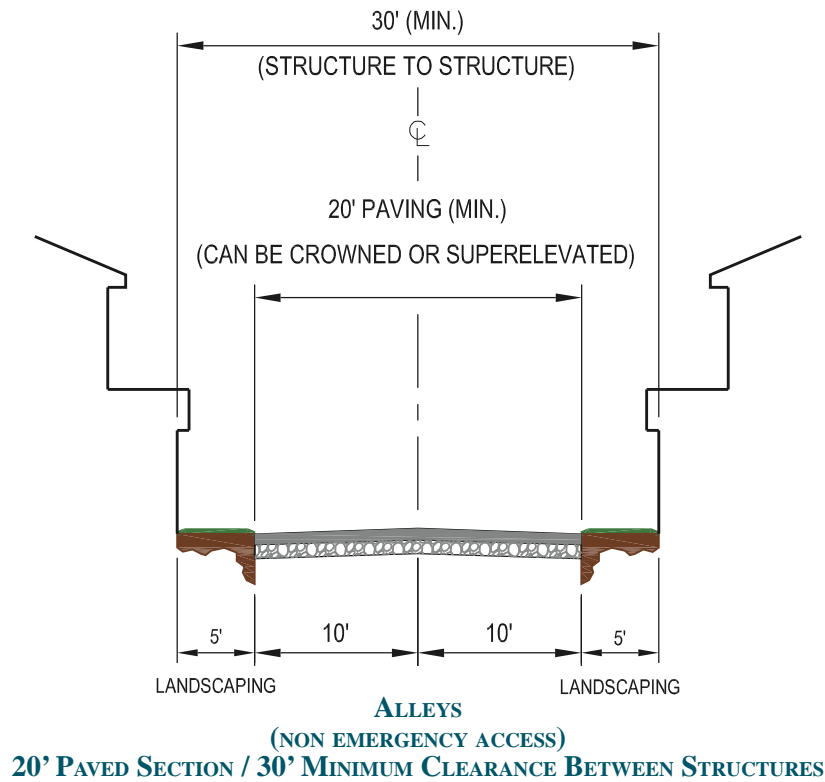 30' (MIN.)
(STRUCTURE TO STRUCTURE)
℄
20' PAVING (MIN.)
(CAN BE CROWNED OR SUPERELEVATED)
5' 10' 10' 5'
LANDSCAPING LANDSCAPING
ALLEYS
(NON EMERGENCY ACCESS)
20’ PAVED SECTION / 30’ MINIMUM CLEARANCE BETWEEN STRUCTURES